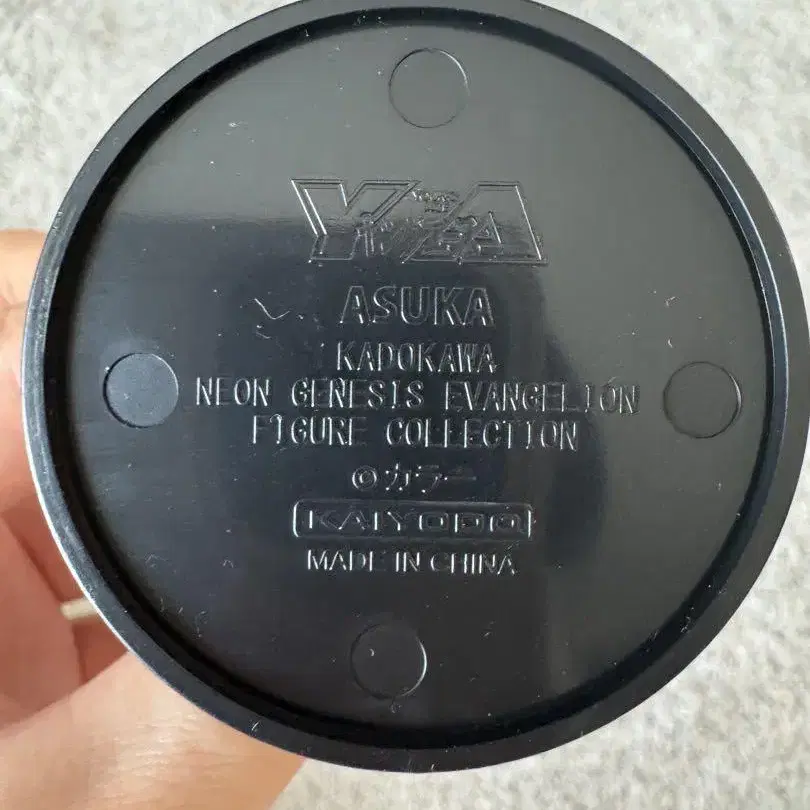 ASUKA
KADOKAWA
NEON GENESIS EVANGELION
FIGURE COLLECTION
©カラー
KAIYODO
MADE IN CHINA